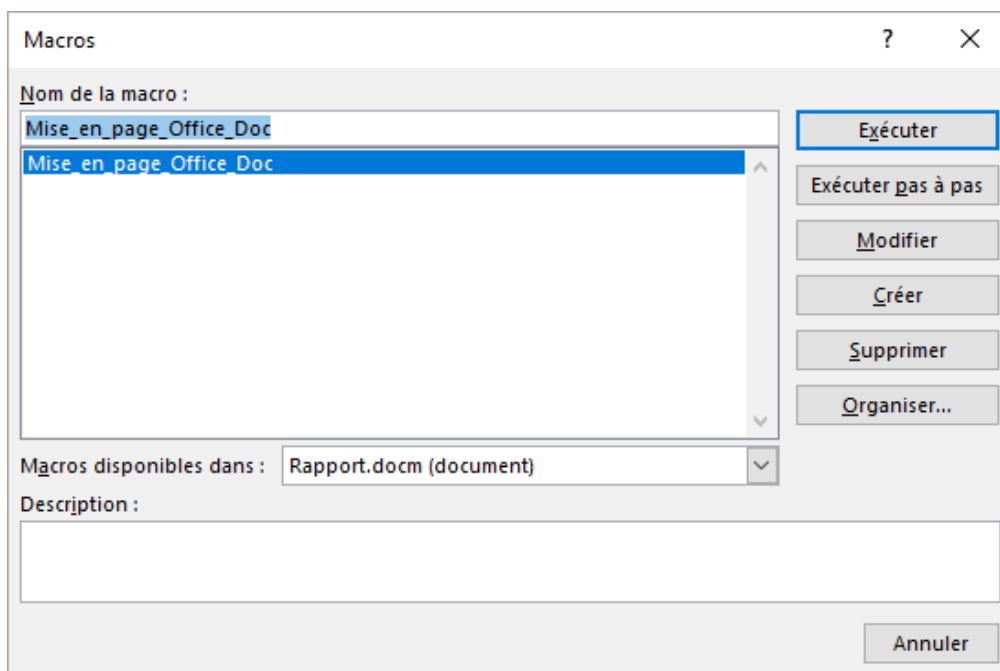 Macros
?
Nom de la macro :
Mise_en_page_Office_Doc
Mise_en_page_Office_Doc
Exécuter
Exécuter pas à pas
Modifier
Créer
Supprimer
Organiser...
Macros disponibles dans :
Rapport.docm (document)
Description :
Annuler